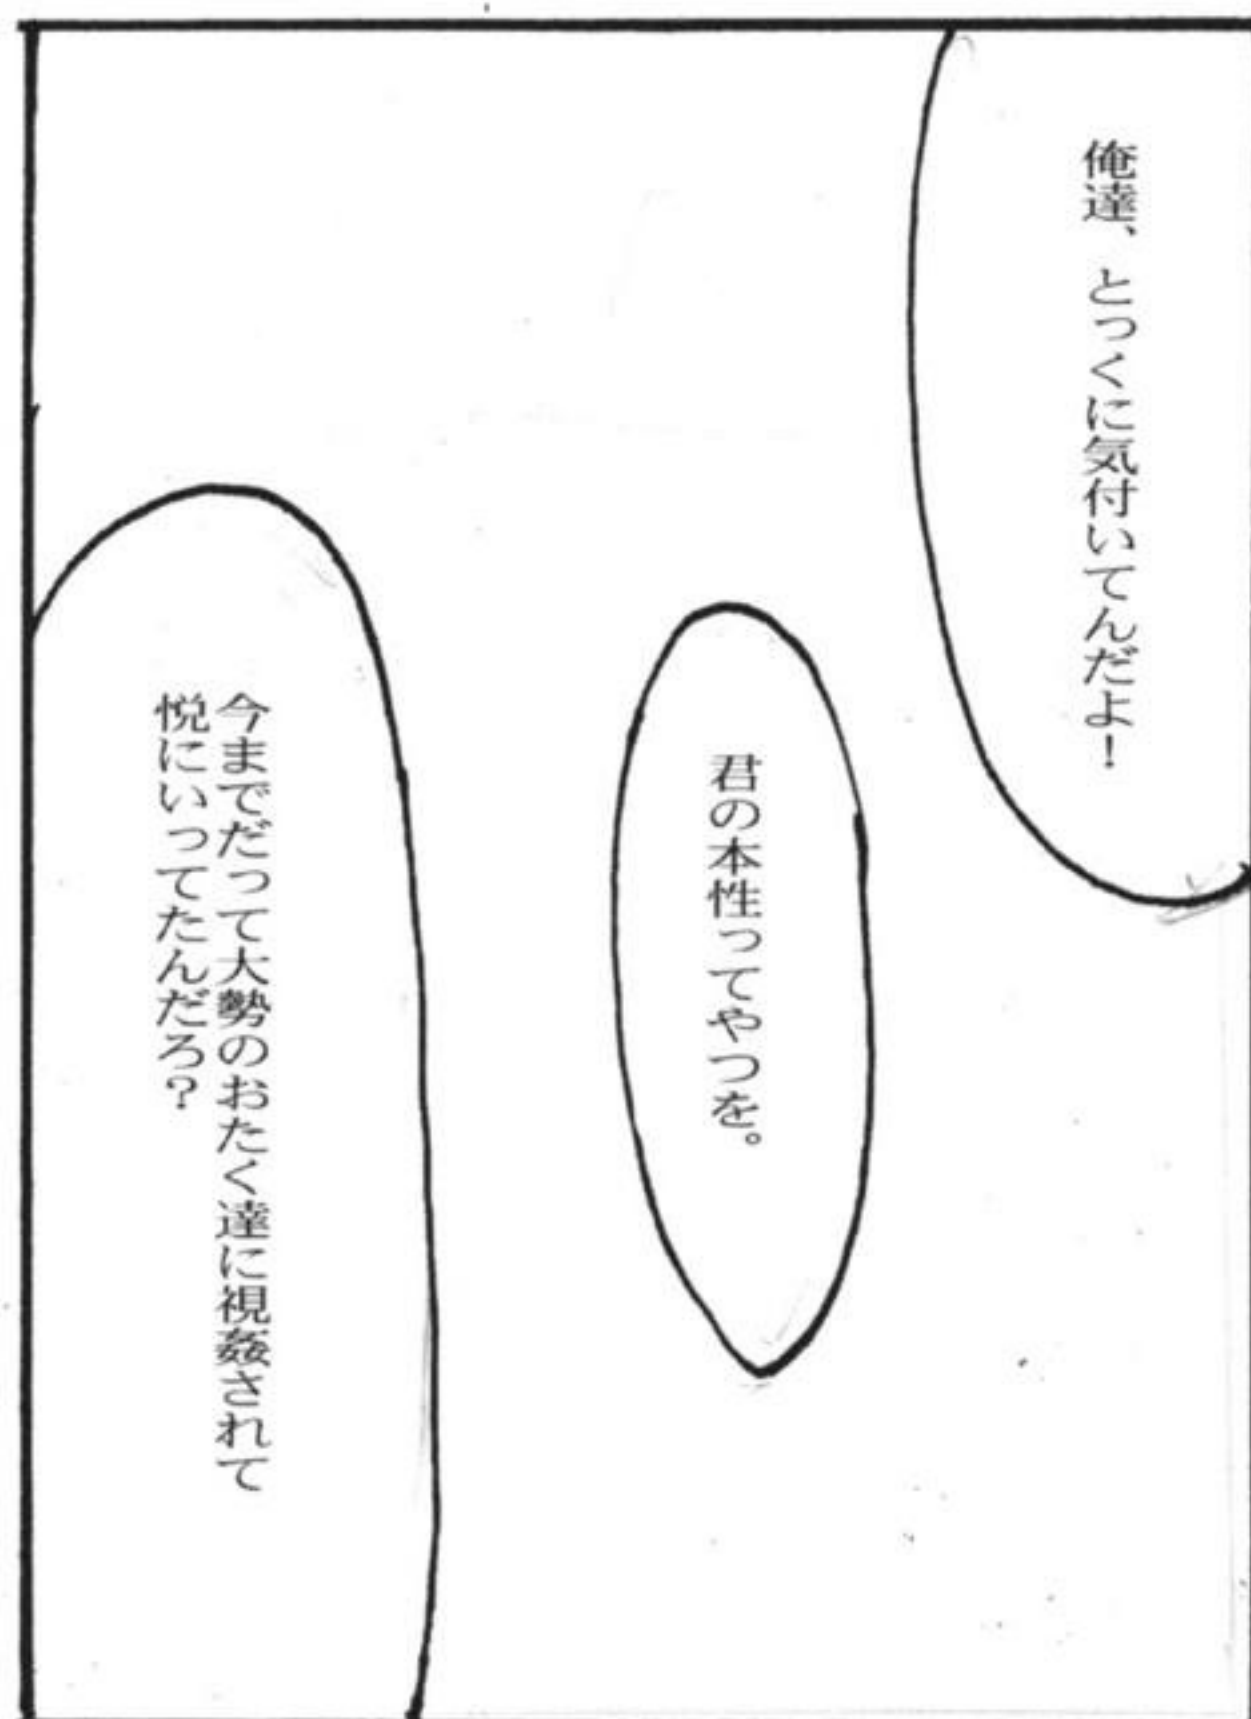 俺達、とっくに気付いてんだよ！
君の本性ってやつを。
今までだって大勢のおたく達に視姦されて
悦にいってたんだろ？